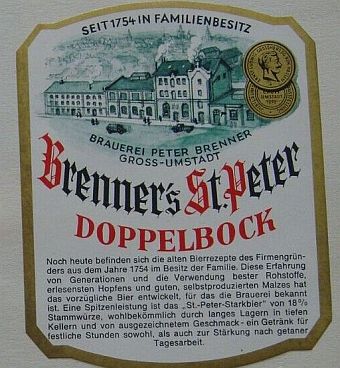 SEIT 1754 IN FAMILIENBESITZ
BRAUEREI PETER BRENNER
GROSS-UMSTADT
Brenner's St. Peter
DOPPELBOCK
Noch heute befinden sich die alten Bierrezepte des Firmengrün-
ders aus dem Jahre 1754 im Besitz der Familie. Diese Erfahrung
von Generationen und die Verwendung bester Rohstoffe,
erlesensten Hopfens und guten, selbstproduzierten Malzes hat
das vorzügliche Bier entwickelt, für das die Brauerei bekannt
ist. Eine Spitzenleistung ist das „St.-Peter-Starkbier" von 18%
Stammwürze, wohlbekömmlich durch langes Lagern in tiefen
Kellern und von ausgezeichnetem Geschmack - ein Getränk für
festliche Stunden sowohl, als auch zur Stärkung nach getaner
Tagesarbeit.